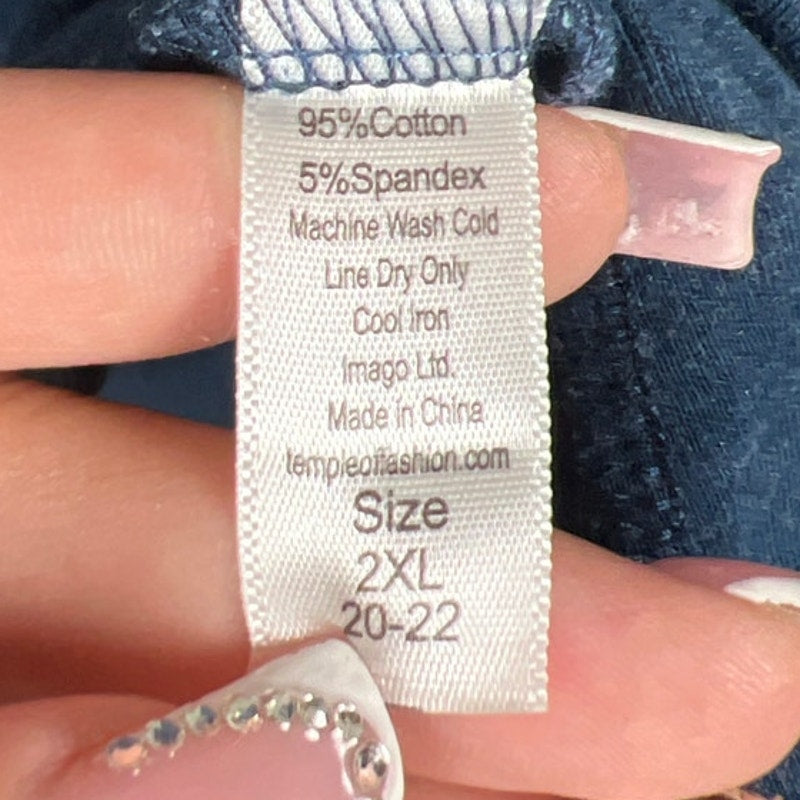 95%Cotton
5%Spandex
Machine Wash Cold
Line Dry Only
Cool Iron
Imago Ltd.
Made in China
templeoffashion.com
Size
2XL
20-22